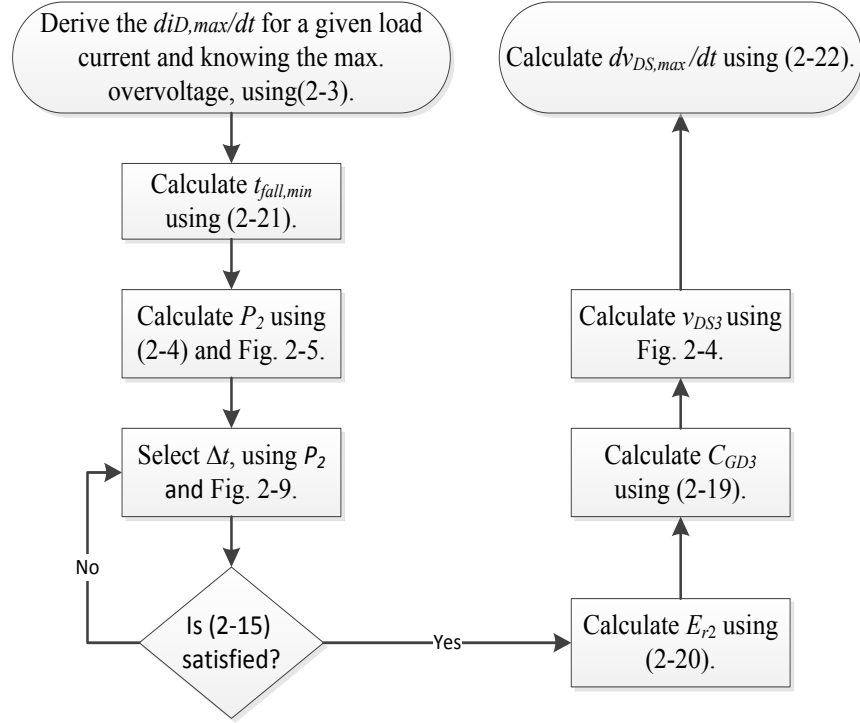 Derive the diD,max/dt for a given load
current and knowing the max.
overvoltage, using(2-3).
Calculate tfall,min
using (2-21).
Calculate P2 using
(2-4) and Fig. 2-5.
Select Δt, using P2
and Fig. 2-9.
No
Is (2-15)
satisfied?
Yes
Calculate Er2 using
(2-20).
Calculate CGD3
using (2-19).
Calculate vDS3 using
Fig. 2-4.
Calculate dvDS,max/dt using (2-22).